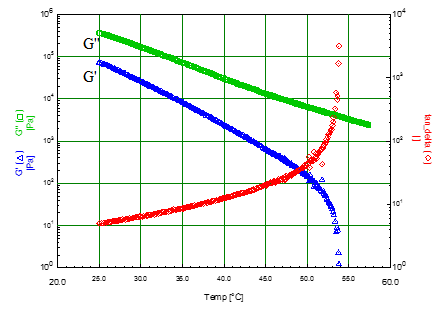 10⁶
10⁵
10⁴
10³
10²
10¹
10⁰
G'' (□)
[Pa]
G' (△)
[Pa]
G''
G'
10⁴
10³
10²
10¹
10⁰
tan_delta (◇)
[]
20.0 25.0 30.0 35.0 40.0 45.0 50.0 55.0 60.0
Temp [°C]